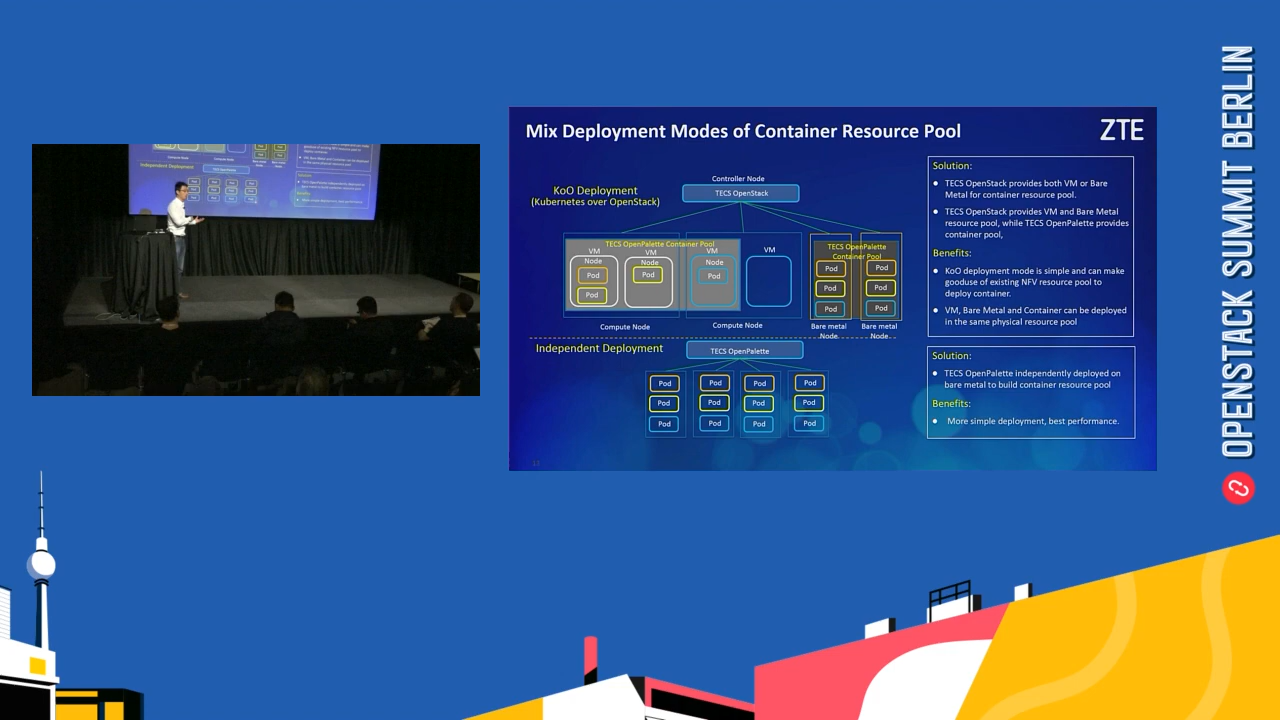 Mix Deployment Modes of Container Resource Pool
ZTE
Controller Node
TECS OpenStack
KoO Deployment
(Kubernetes over OpenStack)
TECS OpenPalette Container Pool
VM
Node
Pod
Pod
VM
Node
Pod
VM
Node
Pod
VM
TECS OpenPalette
Container Pool
Pod
Pod
Pod
Pod
Pod
Pod
Compute Node
Compute Node
Bare metal
Node
Bare metal
Node
Independent Deployment
TECS OpenPalette
Pod
Pod
Pod
Pod
Pod
Pod
Pod
Pod
Pod
Pod
Pod
Pod
Solution:
● TECS OpenStack provides both VM or Bare
Metal for container resource pool.
● TECS OpenStack provides VM and Bare Metal
resource pool, while TECS OpenPalette provides
container pool,
Benefits:
● KoO deployment mode is simple and can make
gooduse of existing NFV resource pool to
deploy container.
● VM, Bare Metal and Container can be deployed
in the same physical resource pool
Solution:
● TECS OpenPalette independently deployed on
bare metal to build container resource pool
Benefits:
● More simple deployment, best performance.
OPENSTACK SUMMIT BERLIN
Independent Deployment